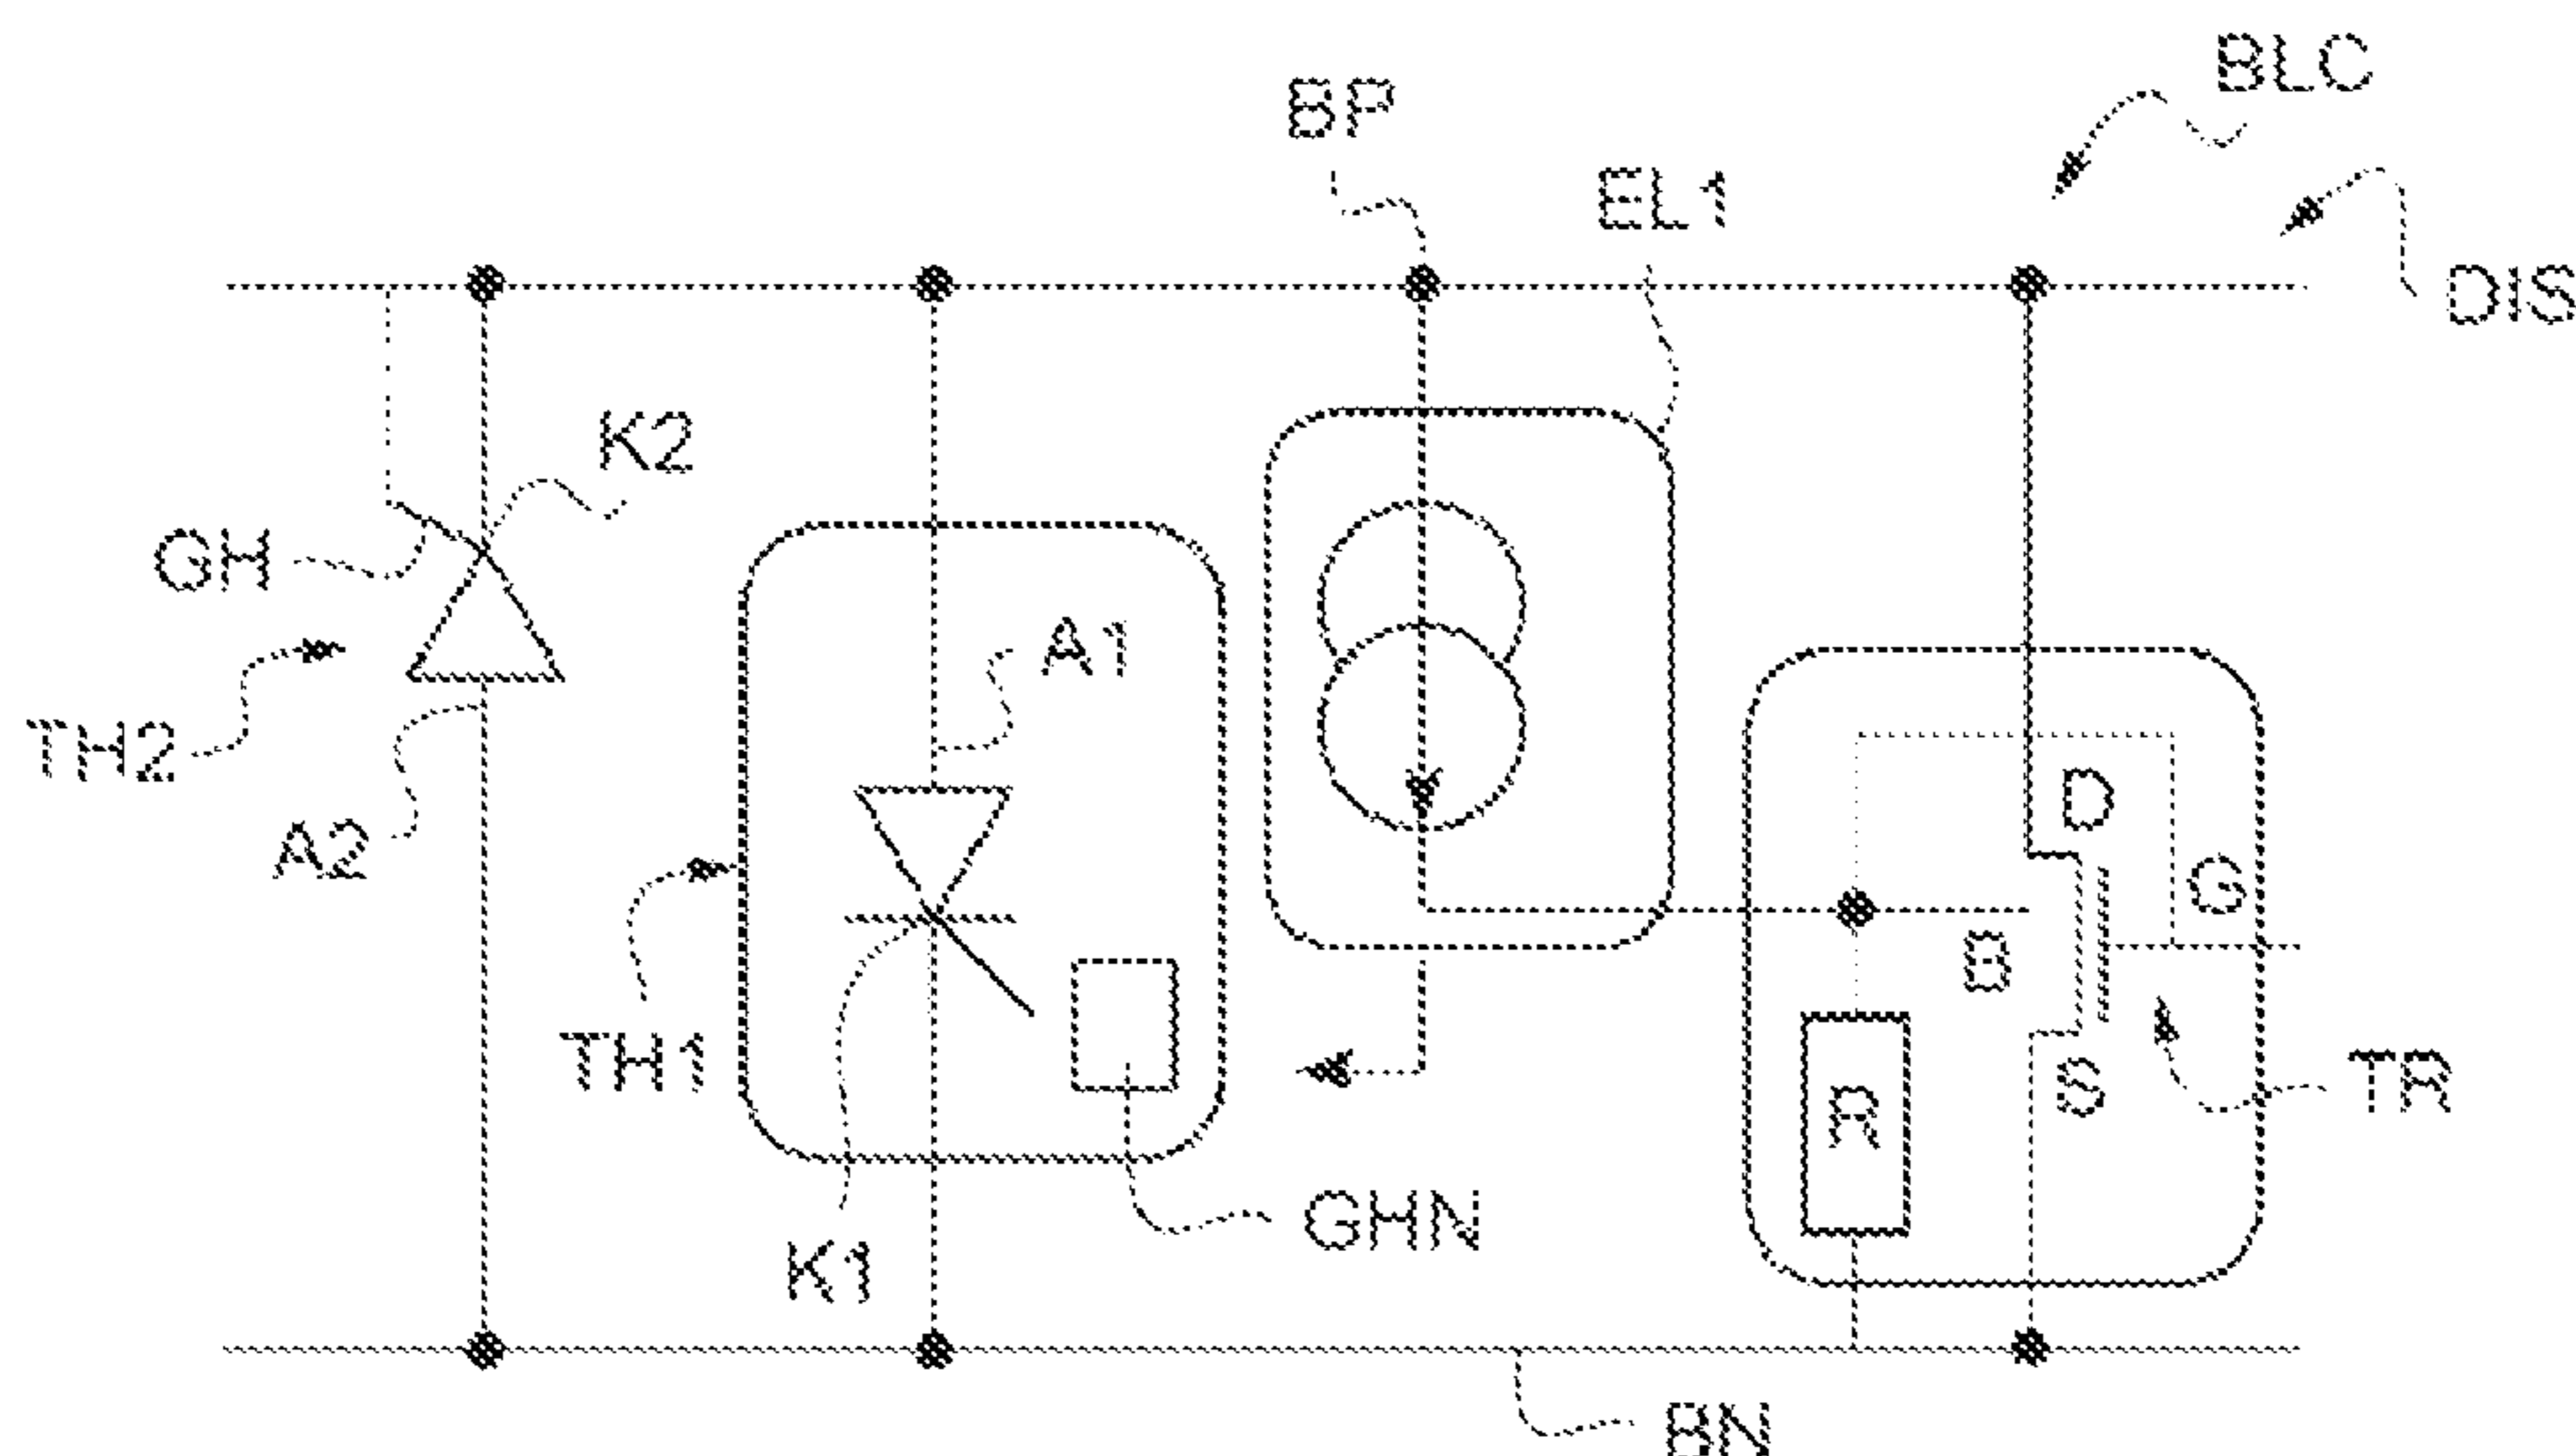 BLC
BP
EL1
DIS
K2
GH
A1
TH2
D
A2
G
B
TH1
S
TR
R
GHN
K1
BN